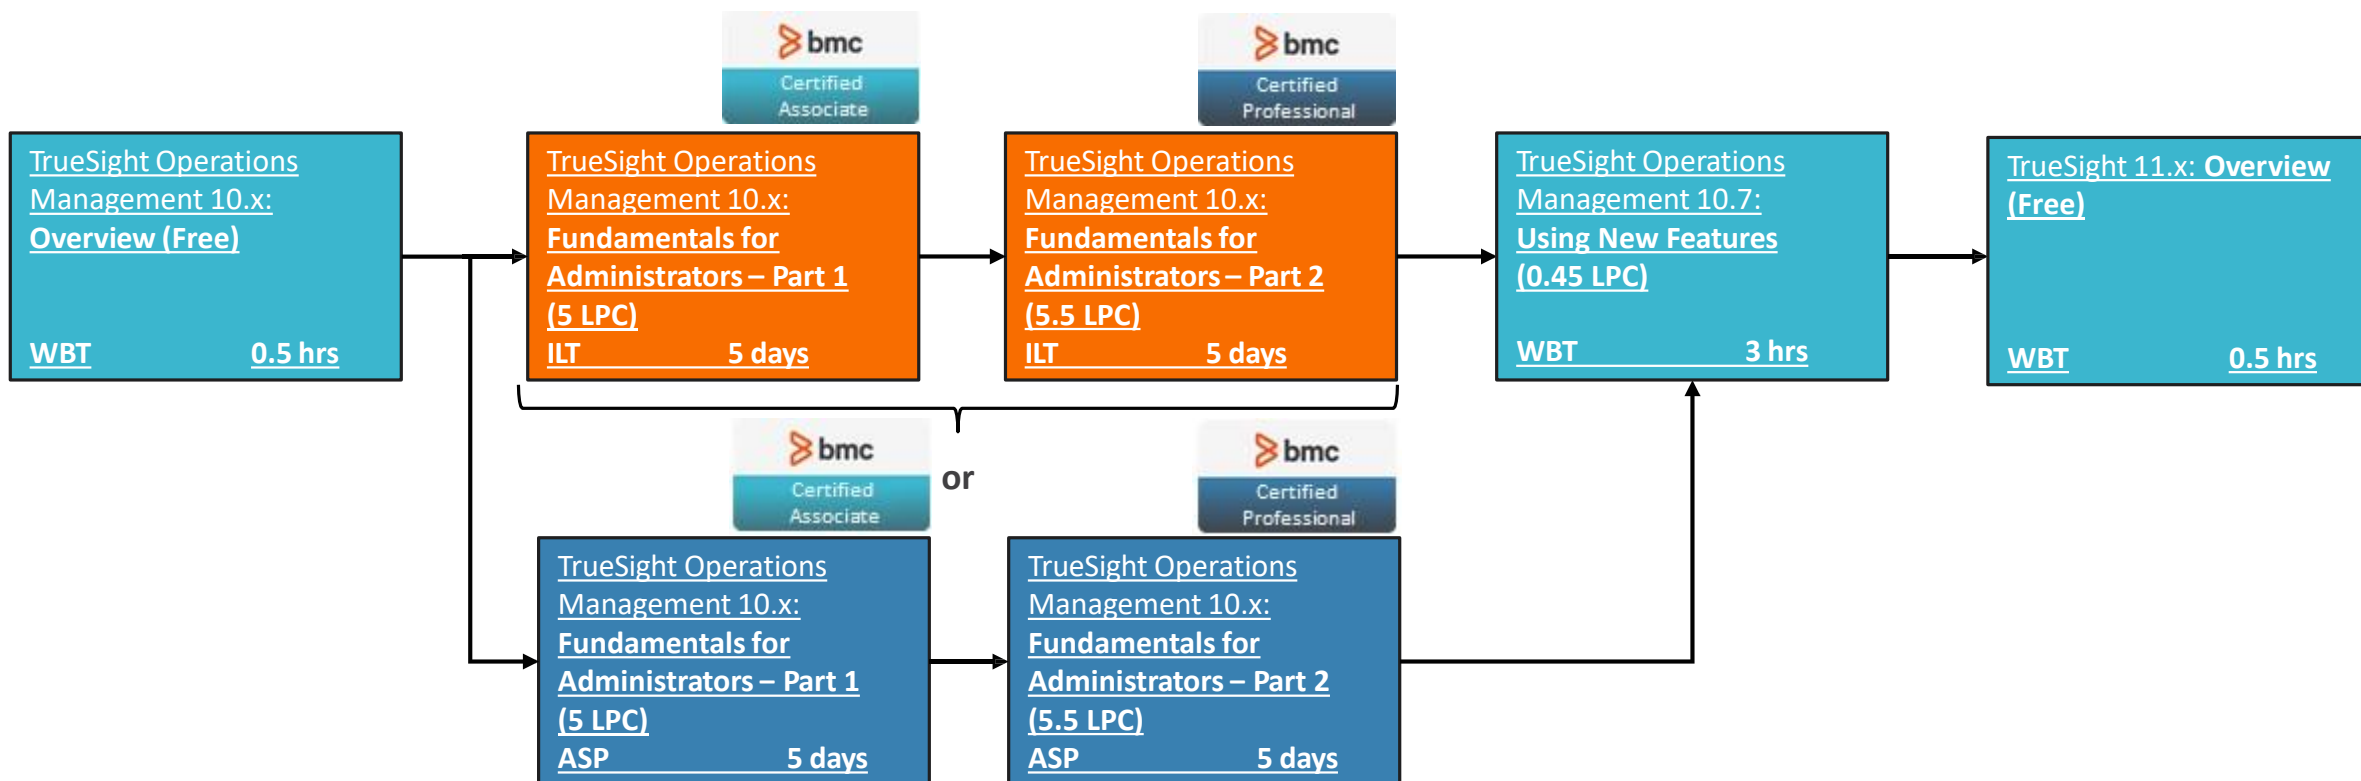 bmc
Certified
Associate
bmc
Certified
Professional
TrueSight Operations
Management 10.x:
Overview (Free)
WBT 0.5 hrs
TrueSight Operations
Management 10.x:
Fundamentals for
Administrators – Part 1
(5 LPC)
ILT 5 days
TrueSight Operations
Management 10.x:
Fundamentals for
Administrators – Part 2
(5.5 LPC)
ILT 5 days
TrueSight Operations
Management 10.7:
Using New Features
(0.45 LPC)
WBT 3 hrs
TrueSight 11.x: Overview
(Free)
WBT 0.5 hrs
bmc
Certified
Associate
or
bmc
Certified
Professional
TrueSight Operations
Management 10.x:
Fundamentals for
Administrators – Part 1
(5 LPC)
ASP 5 days
TrueSight Operations
Management 10.x:
Fundamentals for
Administrators – Part 2
(5.5 LPC)
ASP 5 days